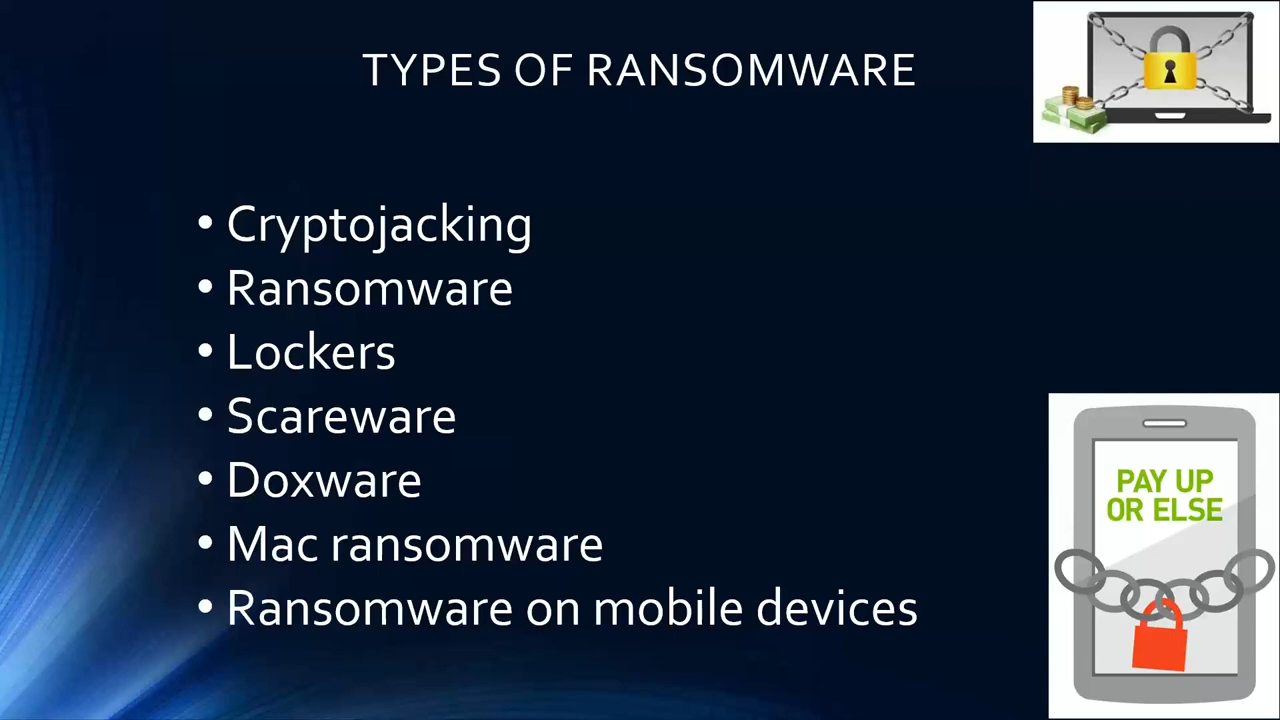 TYPES OF RANSOMWARE
• Cryptojacking
• Ransomware
• Lockers
• Scareware
• Doxware
• Mac ransomware
• Ransomware on mobile devices
PAY UP
OR ELSE